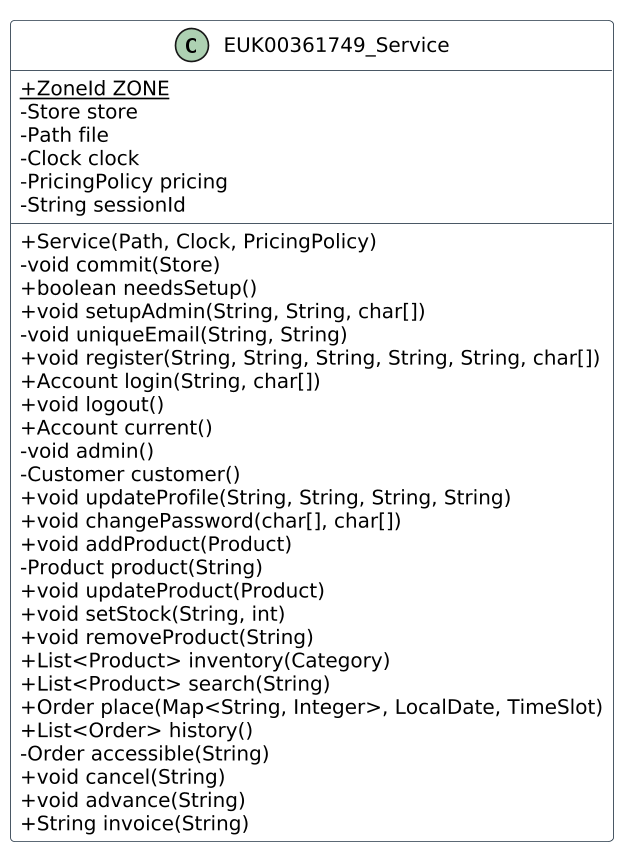 C EUK00361749_Service
+ZoneId ZONE
-Store store
-Path file
-Clock clock
-PricingPolicy pricing
-String sessionId
+Service(Path, Clock, PricingPolicy)
-void commit(Store)
+boolean needsSetup()
+void setupAdmin(String, String, char[])
-void uniqueEmail(String, String)
+void register(String, String, String, String, String, char[])
+Account login(String, char[])
+void logout()
+Account current()
-void admin()
-Customer customer()
+void updateProfile(String, String, String, String)
+void changePassword(char[], char[])
+void addProduct(Product)
-Product product(String)
+void updateProduct(Product)
+void setStock(String, int)
+void removeProduct(String)
+List<Product> inventory(Category)
+List<Product> search(String)
+Order place(Map<String, Integer>, LocalDate, TimeSlot)
+List<Order> history()
-Order accessible(String)
+void cancel(String)
+void advance(String)
+String invoice(String)